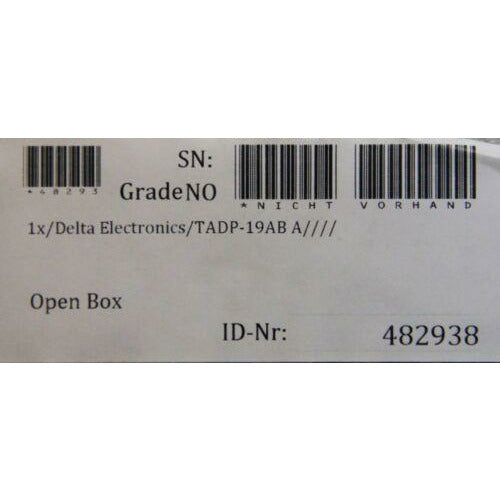 SN:
*48293
*NICHT VORHAND
GradeNO
1x/Delta Electronics/TADP-19AB A////
Open Box
ID-Nr: 482938